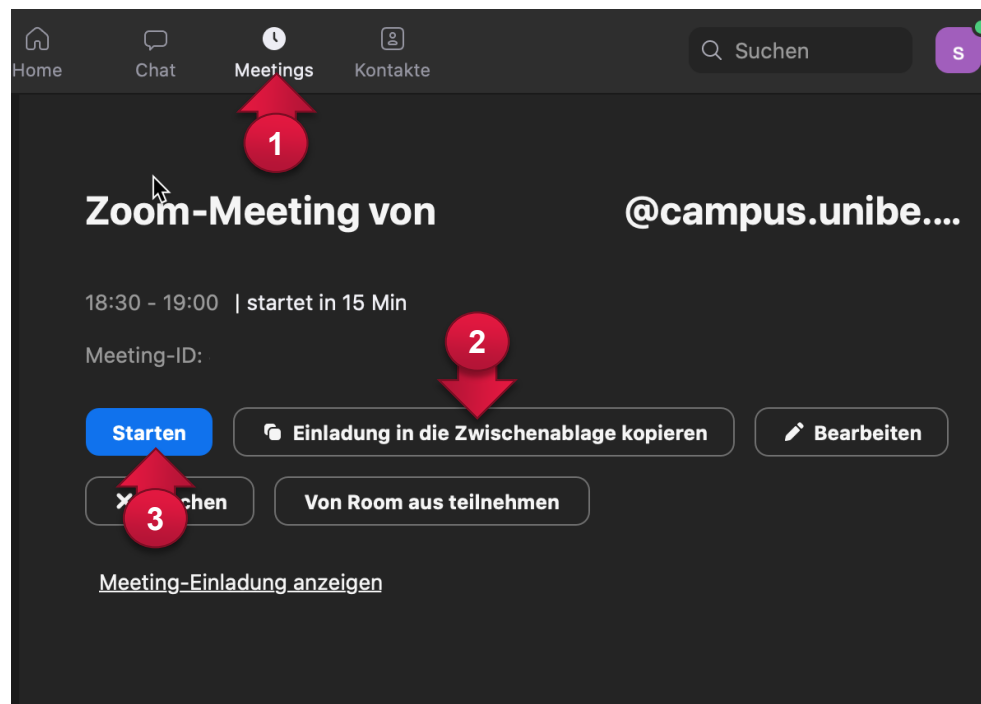 Home Chat Meetings Kontakte Suchen s
1
Zoom-Meeting von @campus.unibe....
18:30 - 19:00 | startet in 15 Min
2
Meeting-ID:
Starten Einladung in die Zwischenablage kopieren Bearbeiten
chen Von Room aus teilnehmen
3
Meeting-Einladung anzeigen